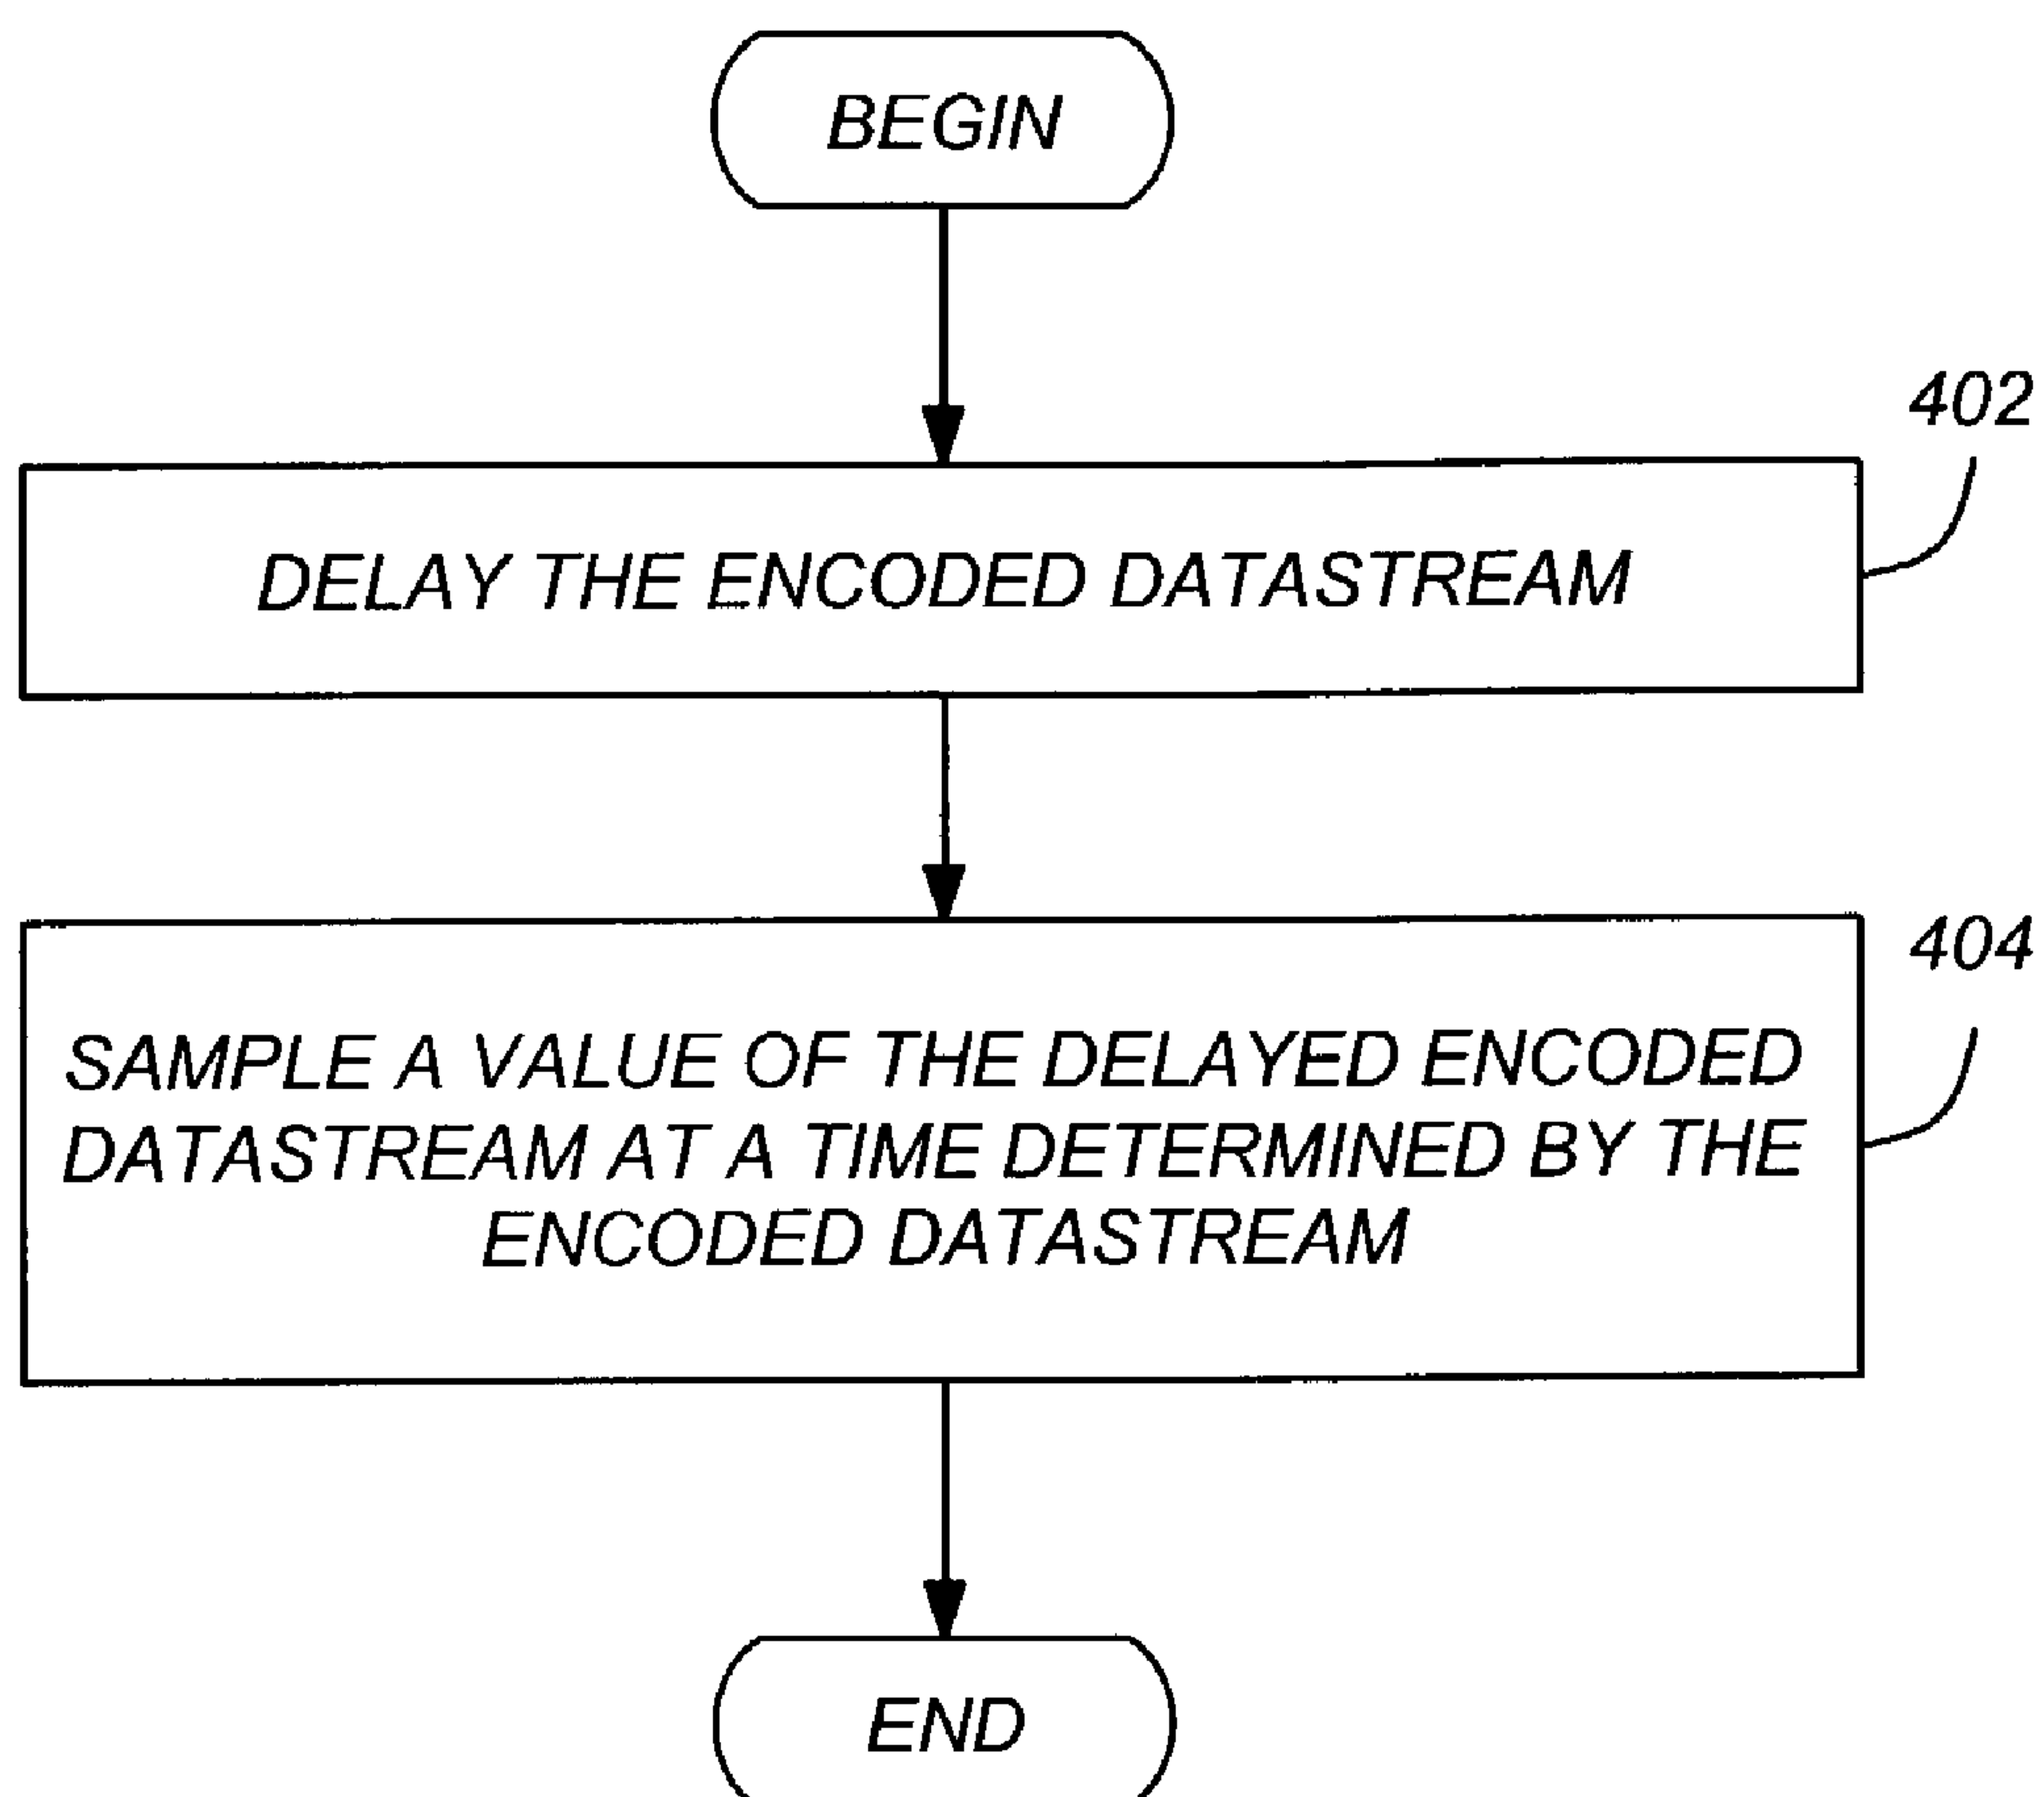 BEGIN
402
DELAY THE ENCODED DATASTREAM
404
SAMPLE A VALUE OF THE DELAYED ENCODED
DATASTREAM AT A TIME DETERMINED BY THE
ENCODED DATASTREAM
END